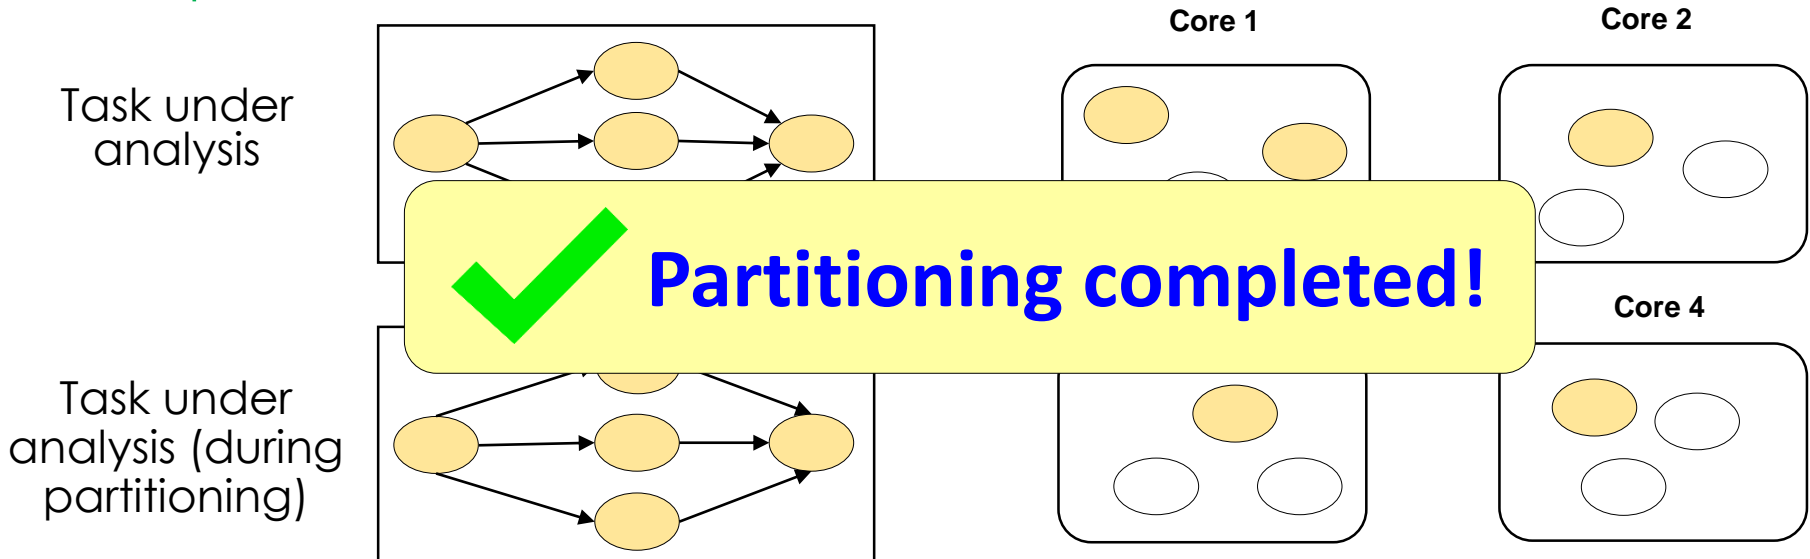 Core 1
Core 2
Task under
analysis
Partitioning completed!
Core 4
Task under
analysis (during
partitioning)